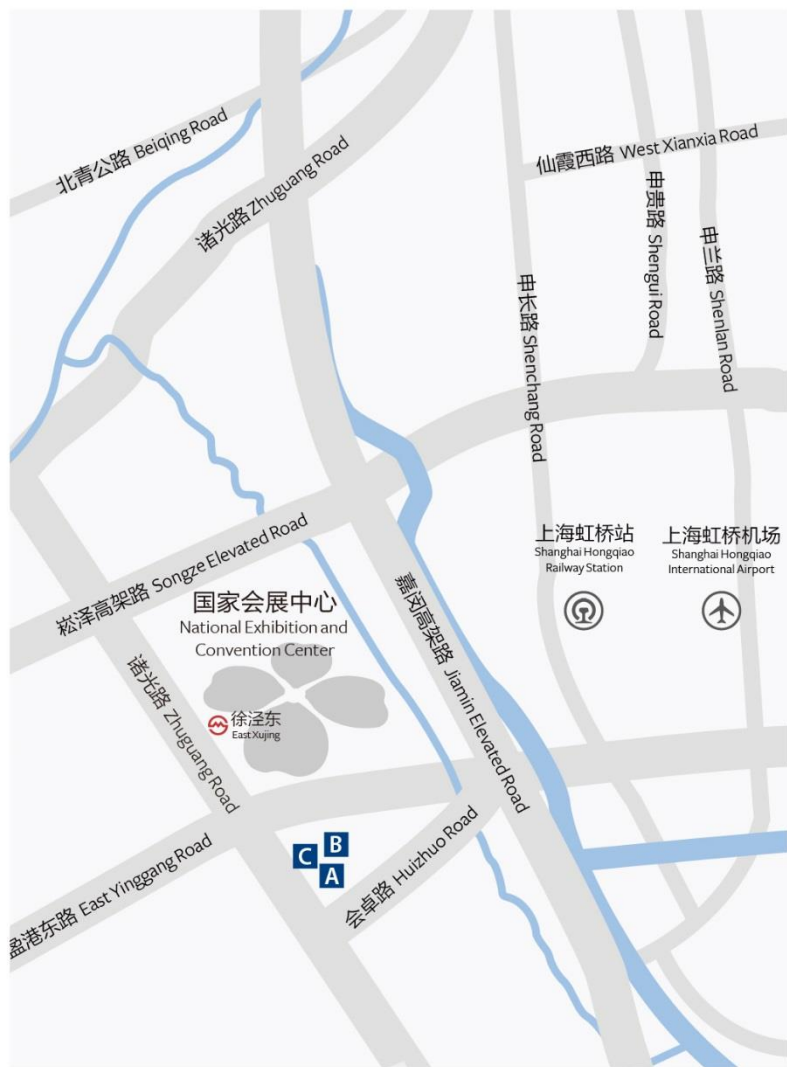 北青公路 Beiqing Road
诸光路 Zhuguang Road
仙霞西路 West Xianxia Road
申贵路 Shengui Road
申兰路 Shenlan Road
申长路 Shenchang Road
崧泽高架路 Songze Elevated Road
上海虹桥站
Shanghai Hongqiao
Railway Station
上海虹桥机场
Shanghai Hongqiao
International Airport
国家会展中心
National Exhibition and
Convention Center
嘉闵高架路 Jiamin Elevated Road
诸光路 Zhuguang Road
徐泾东
East Xujing
B
C
A
会卓路 Huizhuo Road
盈港东路 East Yinggang Road